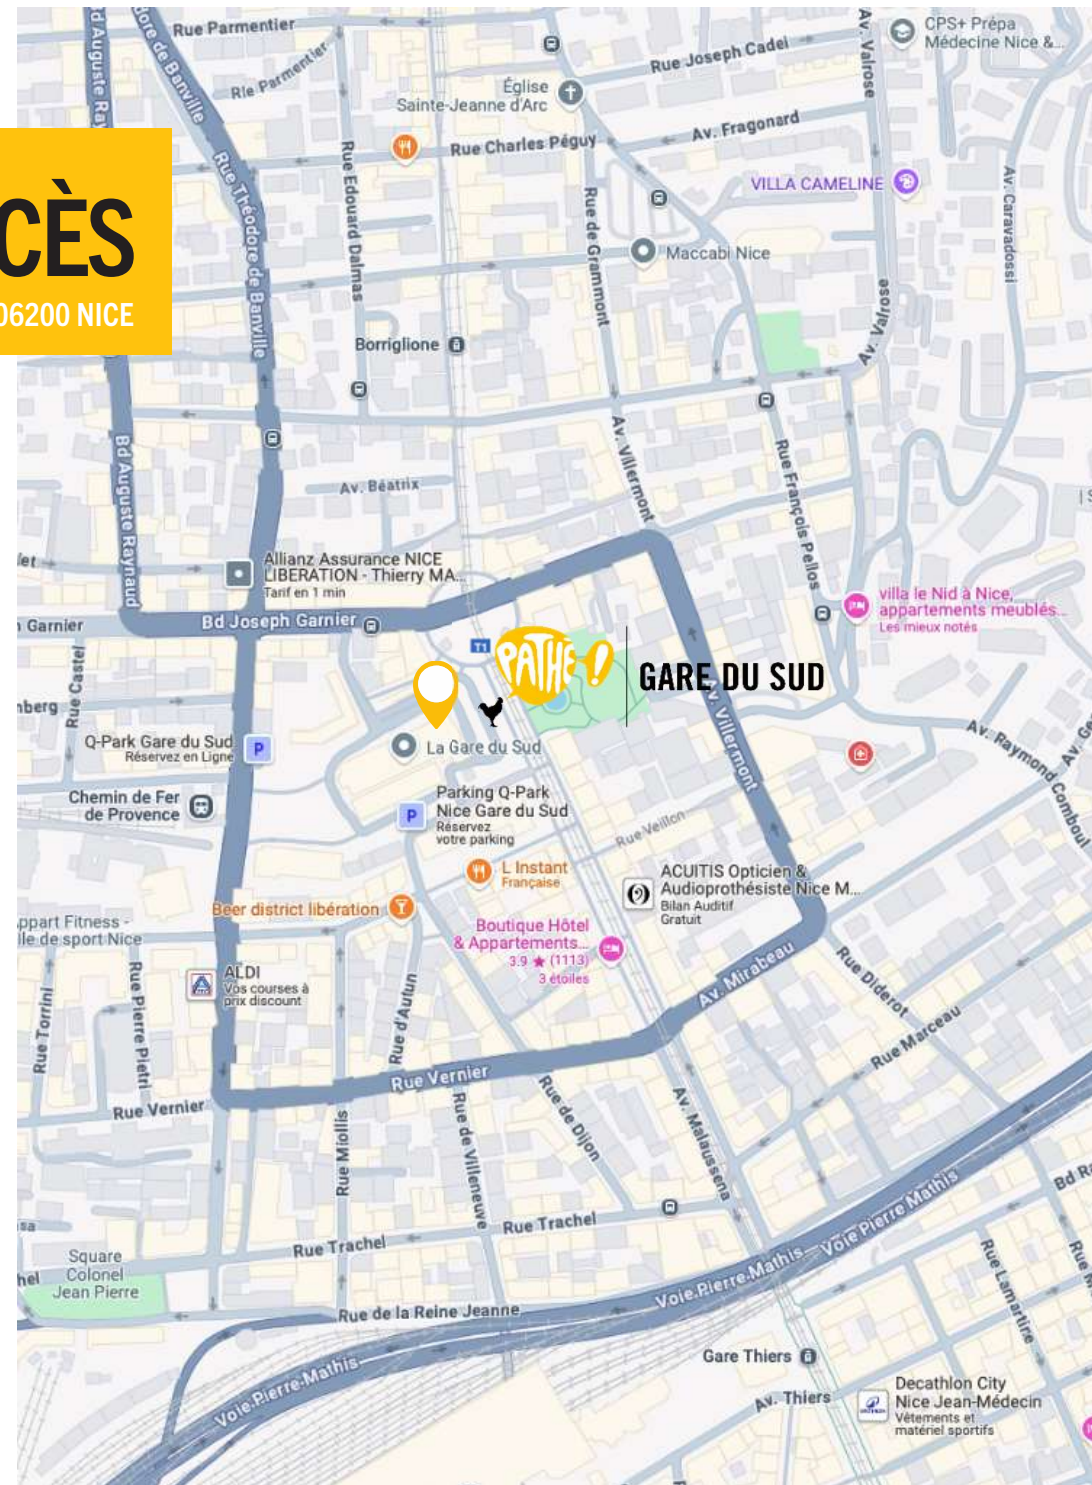 Rue Parmentier
Rle Parmentier
Rue Joseph Cadei
Av. Valrose
CPS+ Prépa
Médecine Nice &...
Église
Sainte-Jeanne d'Arc
Av. Fragonard
Rue Charles Péguy
VILLA CAMELINE
Rue Théodore de Banville
Rue Edouard Dalmas
Rue de Grammont
Av. Caravadossi
CÈS
06200 NICE
Maccabi Nice
Av. Valrose
Borriglione
Bd Auguste Raynaud
Av. Villermont
Rue François Pellos
Av. Béatrix
Allianz Assurance NICE
LIBERATION - Thierry MA...
Tarif en 1 min
villa le Nid à Nice,
appartements meublés...
Les mieux notés
Garnier
Bd Joseph Garnier
T1
PATHÉ!
GARE DU SUD
Rue Castel
Av. Villermont
Q-Park Gare du Sud
Réservez en Ligne
P
La Gare du Sud
Av. Raymond Comboul
Chemin de Fer
de Provence
P
Parking Q-Park
Nice Gare du Sud
Réservez
votre parking
Rue Veillon
L Instant
Française
ACUITIS Opticien &
Audioprothésiste Nice M...
Bilan Auditif
Gratuit
Beer district libération
Boutique Hôtel
& Appartements...
3.9 ★ (1113)
3 étoiles
ppart Fitness -
lle de sport Nice
ALDI
Vos courses à
prix discount
Av. Mirabeau
Rue Diderot
Rue Torrini
Rue Pierre Pietri
Rue d'Aulun
Rue Marceau
Rue Vernier
Rue Vernier
Rue Miollis
Rue de Villeneuve
Rue de Dijon
Av. Malaussena
Rue Trachel
Rue Trachel
Voie Pierre Mathis
Square
Colonel
Jean Pierre
Rue de la Reine Jeanne
Voie Pierre Mathis
Rue Lamartine
Voie Pierre Mathis
Gare Thiers
Av. Thiers
Decathlon City
Nice Jean-Médecin
Vêtements et
matériel sportifs